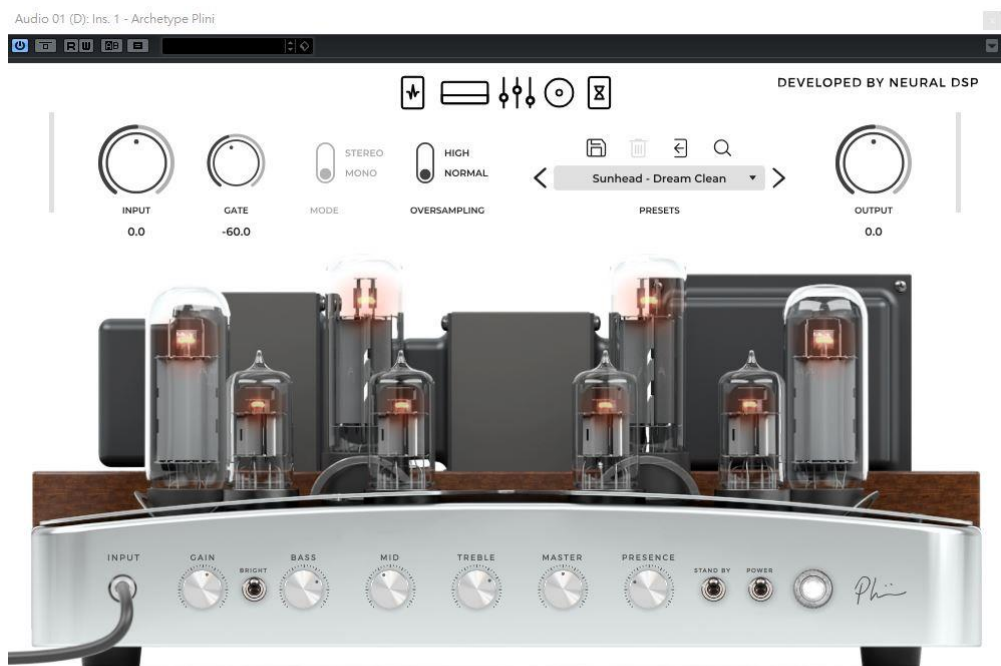 Audio 01 (D): Ins. 1 - Archetype Plini
R W
DEVELOPED BY NEURAL DSP
STEREO
MONO
HIGH
NORMAL
Sunhead - Dream Clean
INPUT
GATE
MODE
OVERSAMPLING
PRESETS
OUTPUT
0.0
-60.0
0.0
INPUT
GAIN
BRIGHT
BASS
MID
TREBLE
MASTER
PRESENCE
STAND BY
POWER